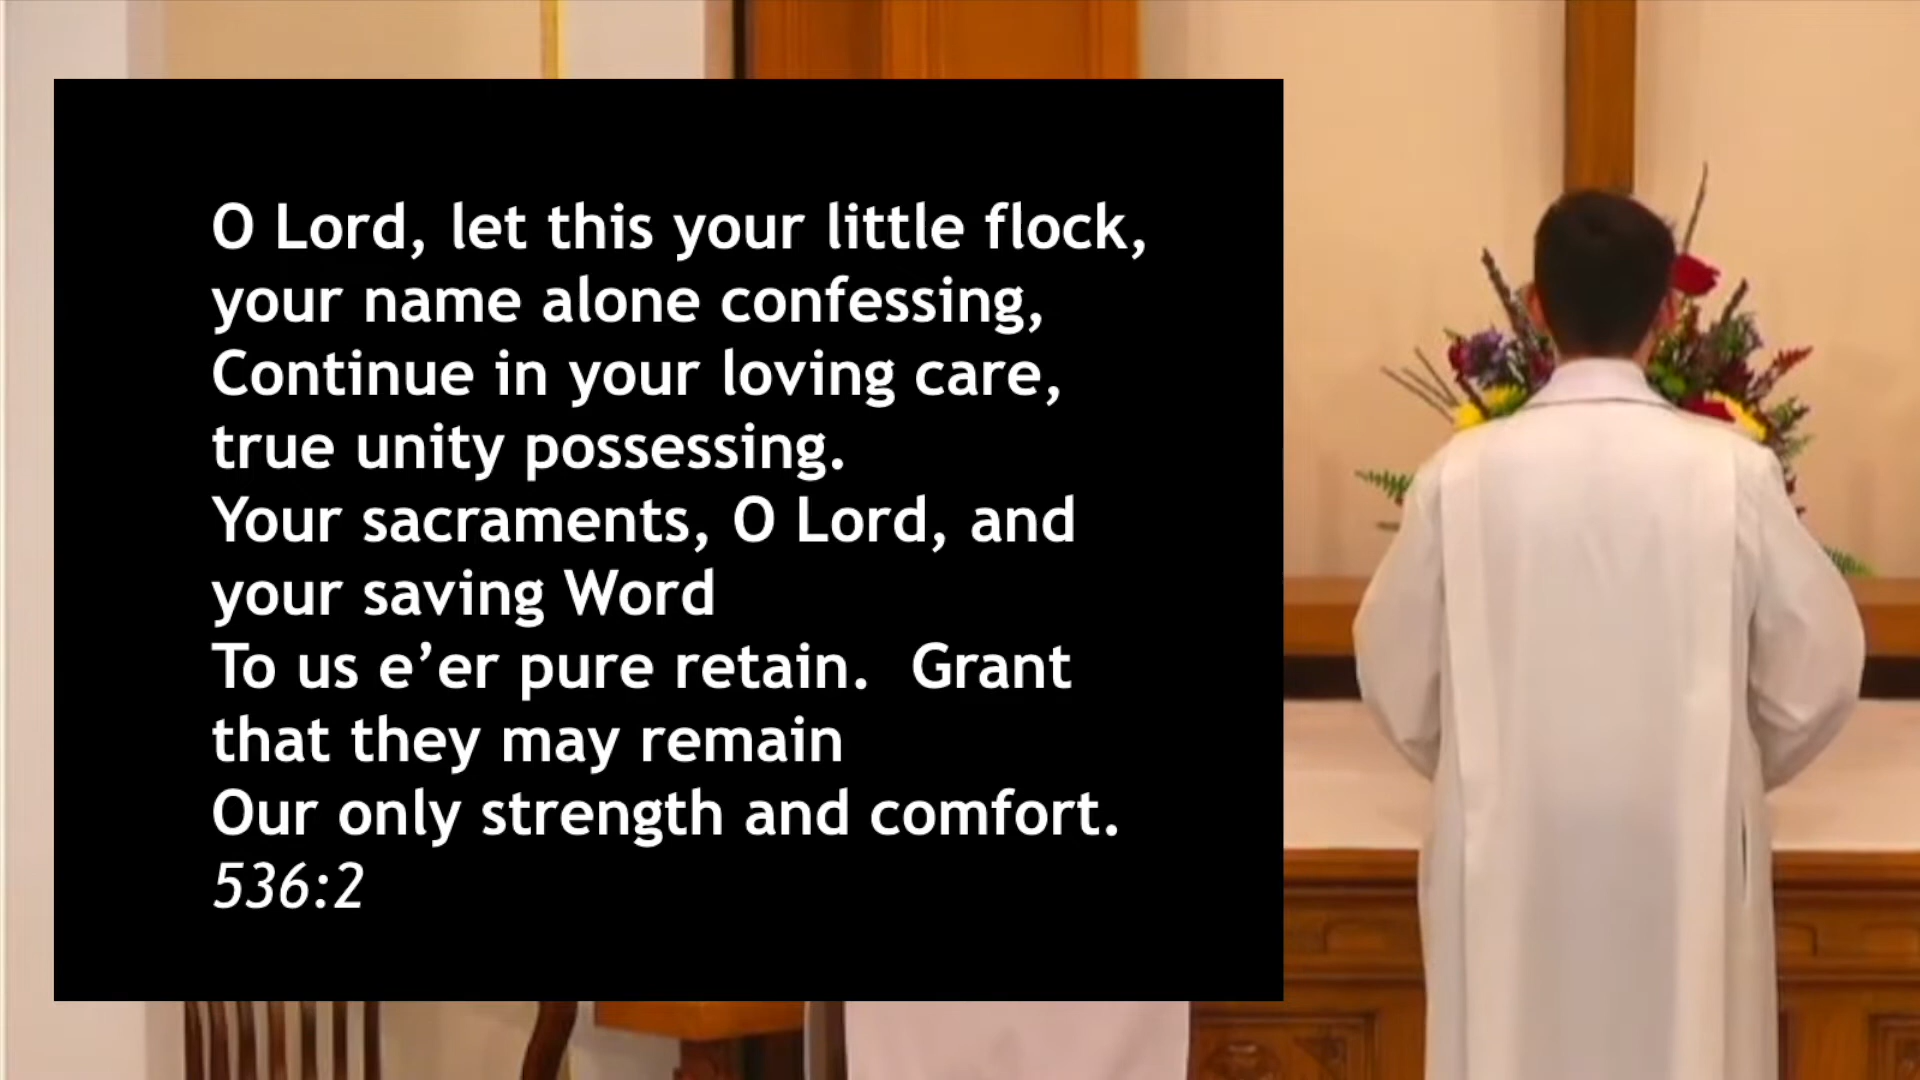 O Lord, let this your little flock,
your name alone confessing,
Continue in your loving care,
true unity possessing.
Your sacraments, O Lord, and
your saving Word
To us e’er pure retain.  Grant
that they may remain
Our only strength and comfort.
536:2